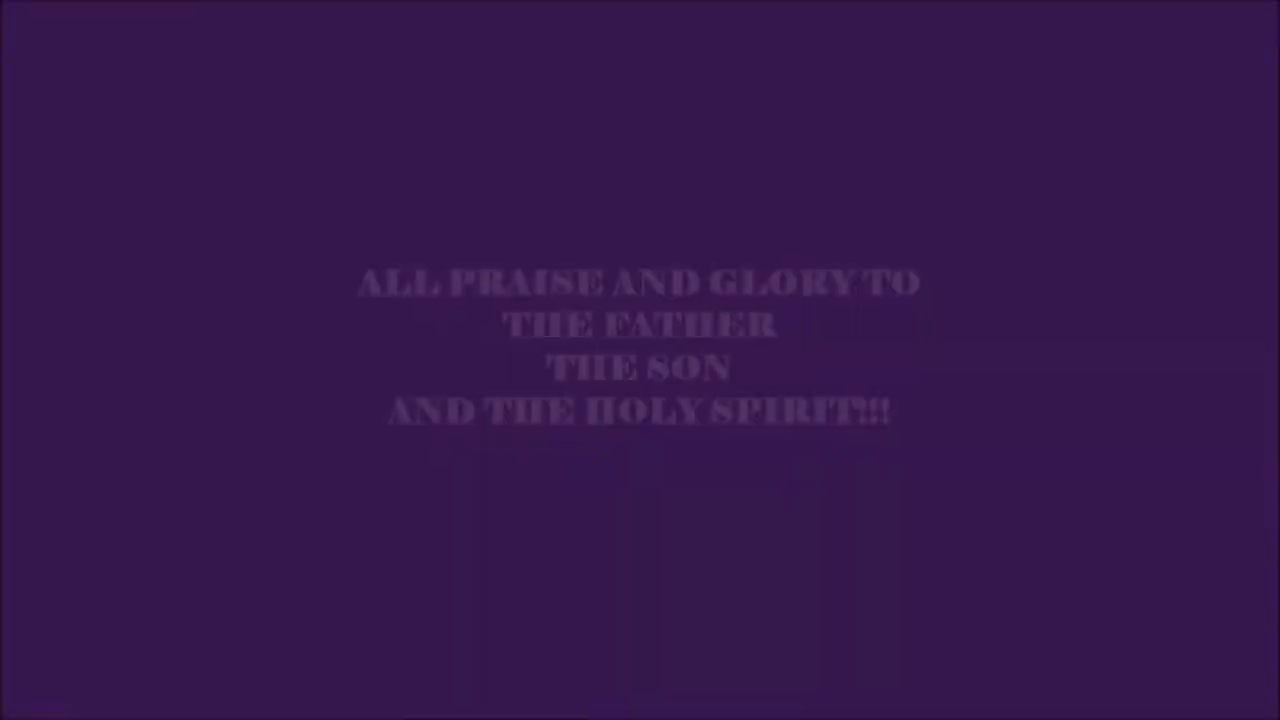 ALL PRAISE AND GLORY TO
THE FATHER
THE SON
AND THE HOLY SPIRIT!!!